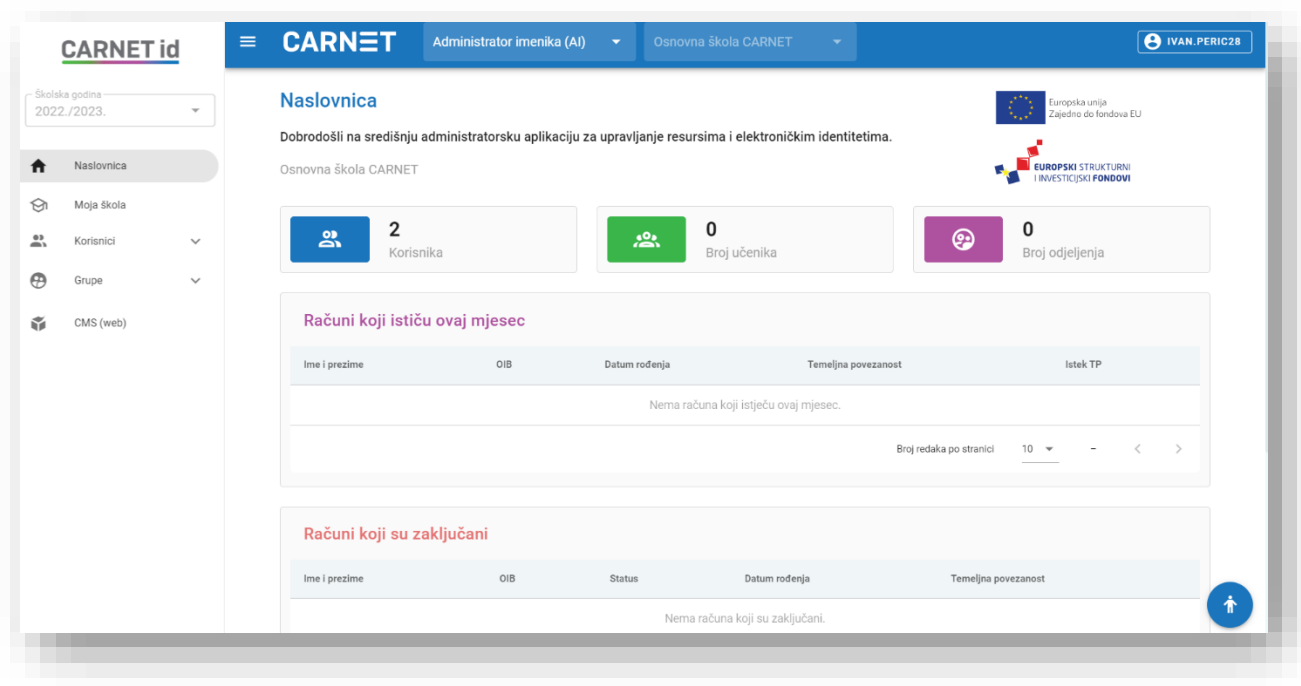 CARNET id
CARNET
Administrator imenika (AI)
Osnovna škola CARNET
IVAN.PERIC28
Školska godina
2022./2023.
Naslovnica
Moja škola
Korisnici
Grupe
CMS (web)
Naslovnica
Dobrodošli na središnju administratorsku aplikaciju za upravljanje resursima i elektroničkim identitetima.
Osnovna škola CARNET
Europska unija
Zajedno do fondova EU
EUROPSKI STRUKTURNI
I INVESTICIJSKI FONDOVI
2
Korisnika
0
Broj učenika
0
Broj odjeljenja
Računi koji ističu ovaj mjesec
Ime i prezime OIB Datum rođenja Temeljna povezanost Istek TP
Nema računa koji istječu ovaj mjesec.
Broj redaka po stranici 10 –
Računi koji su zaključani
Ime i prezime OIB Status Datum rođenja Temeljna povezanost
Nema računa koji su zaključani.